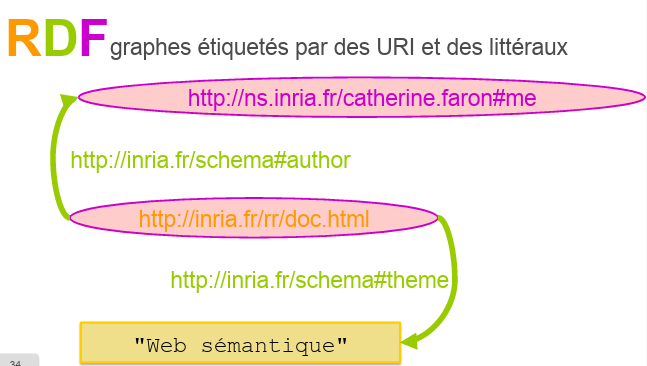 RDF graphes étiquetés par des URI et des littéraux
http://ns.inria.fr/catherine.faron#me
http://inria.fr/schema#author
http://inria.fr/rr/doc.html
http://inria.fr/schema#theme
"Web sémantique"
34